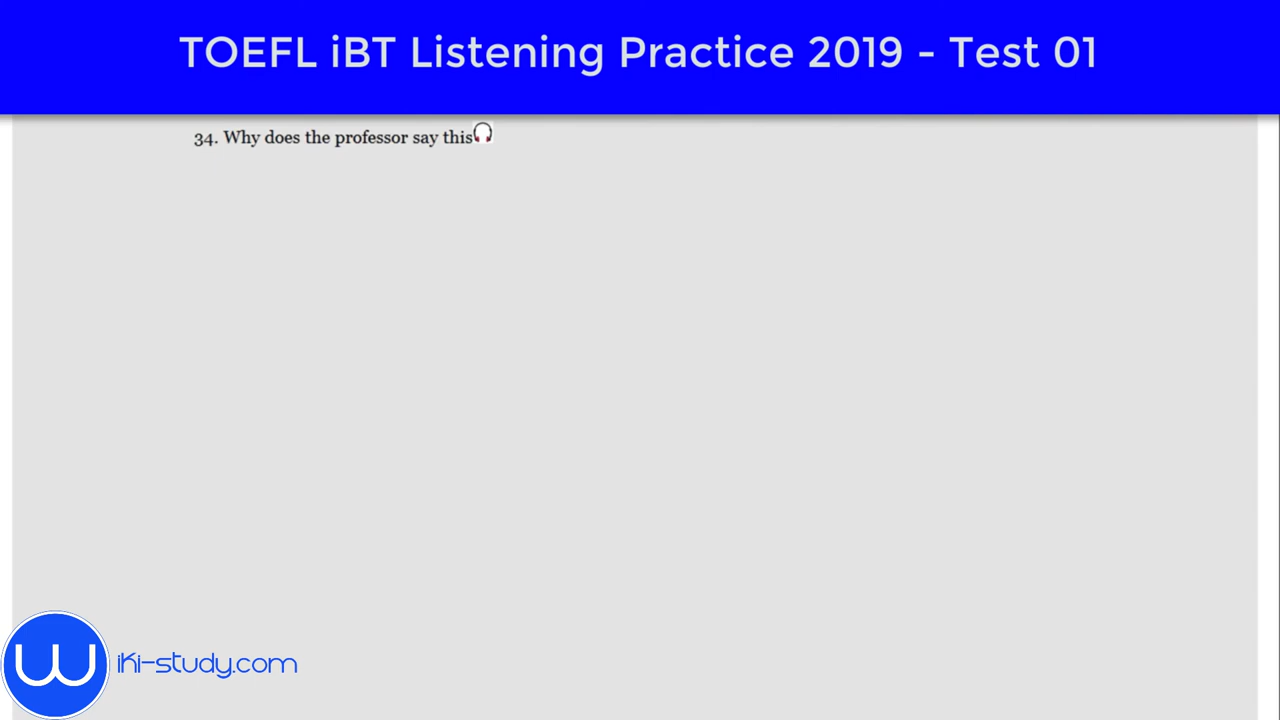 TOEFL iBT Listening Practice 2019 - Test 01
34. Why does the professor say this
W iki-study.com